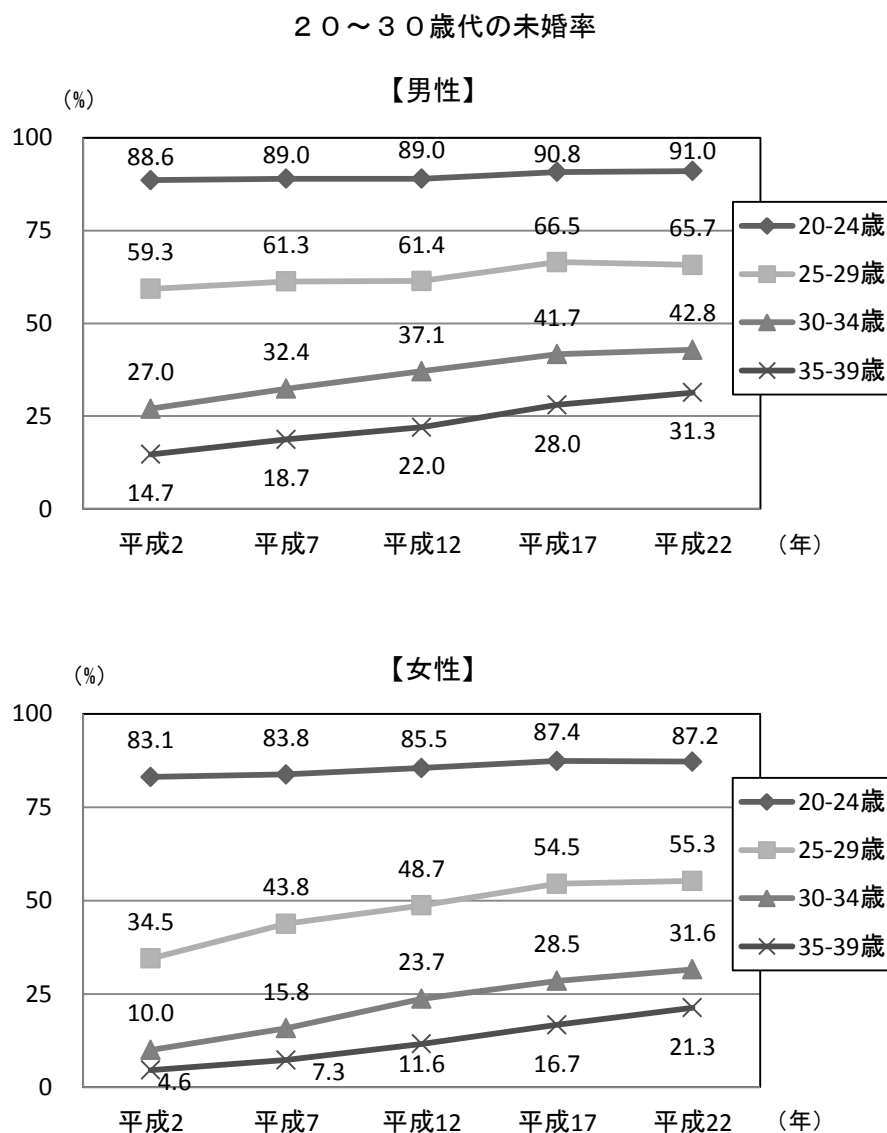 ２０～３０歳代の未婚率
【男性】
(%)
100
88.6 89.0 89.0 90.8 91.0
20-24歳
75
59.3 61.3 61.4 66.5 65.7
25-29歳
50
27.0 32.4 37.1 41.7 42.8
30-34歳
35-39歳
25
14.7 18.7 22.0 28.0 31.3
0
平成2 平成7 平成12 平成17 平成22 （年）
【女性】
(%)
100
83.1 83.8 85.5 87.4 87.2
20-24歳
75
34.5 43.8 48.7 54.5 55.3
25-29歳
50
10.0 15.8 23.7 28.5 31.6
30-34歳
35-39歳
25
4.6 7.3 11.6 16.7 21.3
0
平成2 平成7 平成12 平成17 平成22 （年）